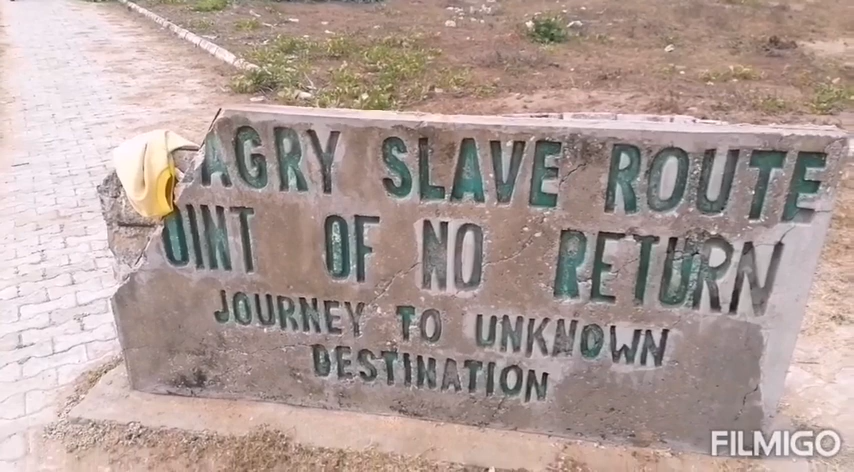 AGRY SLAVE ROUTE
OINT OF NO RETURN
JOURNEY TO UNKNOWN
DESTINATION
FILMIGO